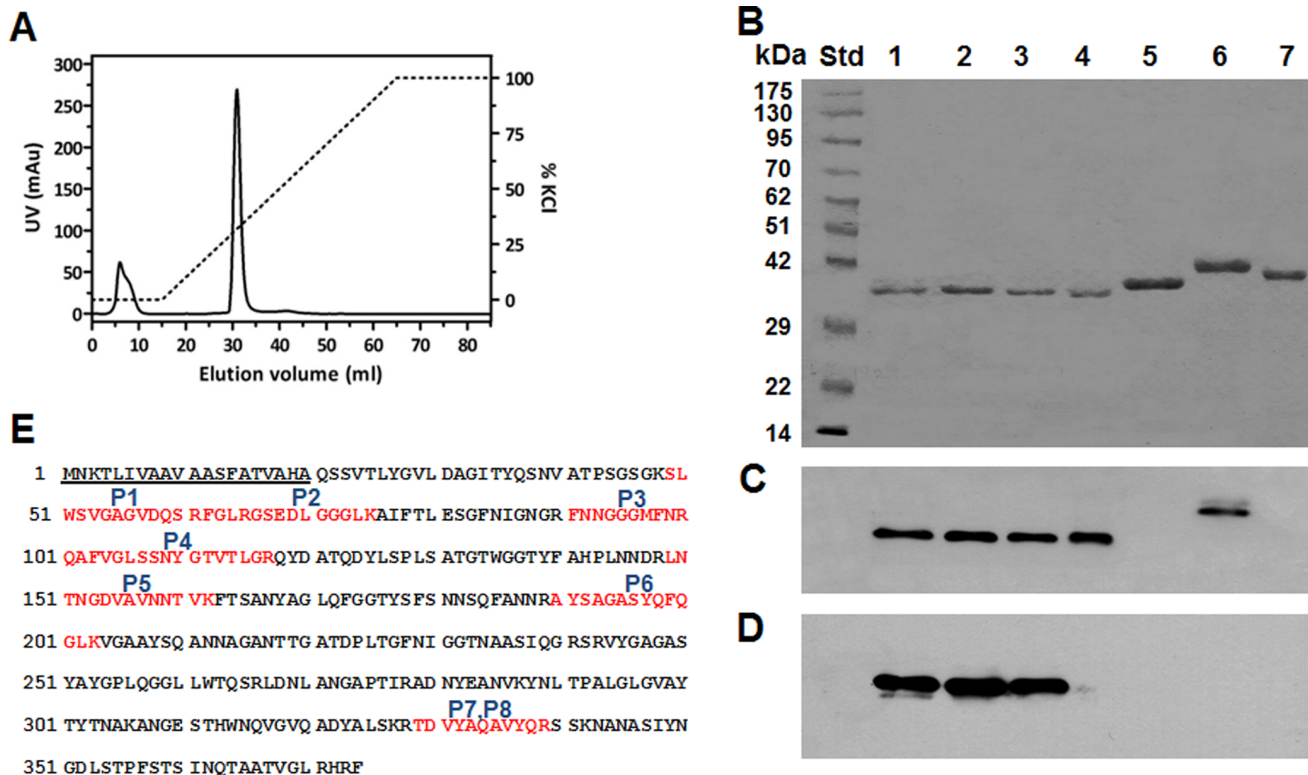 A
300
250
200
150
100
50
0
UV (mAu)
100
75
50
25
0
% KCl
0 10 20 30 40 50 60 70 80
Elution volume (ml)
B
kDa Std 1 2 3 4 5 6 7
175
130
95
70
62
51
42
29
22
14
C
D
E
1 MNKTLIVAAV AASFATVAHA QSSVTLYGVL DAGITYQSNV ATPSGSGKSL
P1 P2 P3
51 WSVGAGVDQS RFGLRGSEDL GGGLKAIFTL ESGFNIGNGR FNNGGGMFNR
P4
101 QAFVGLSSNY GTVTLGRQYD ATQDYLSPLS ATGTWGGTYF AHPLNNDRLN
P5 P6
151 TNGDVAVNNT VKFTSANYAG LQFGGTYSFS NNSQFANNRA YSAGASYQFQ
201 GLKVGAAYSQ ANNAGANTTG ATDPLTGFNI GGTNAASIQG RSRVYGAGAS
251 YAYGPLQGGL LWTQSRLDNL ANGAPTIRAD NYEANVKYNL TPALGLGVAY
P7,P8
301 TYTNAKANGE STHWNQVGVQ ADYALSKRTD VYAQAVYQRS SKNANASIYN
351 GDLSTPFSTS INQTAATVGL RHRF